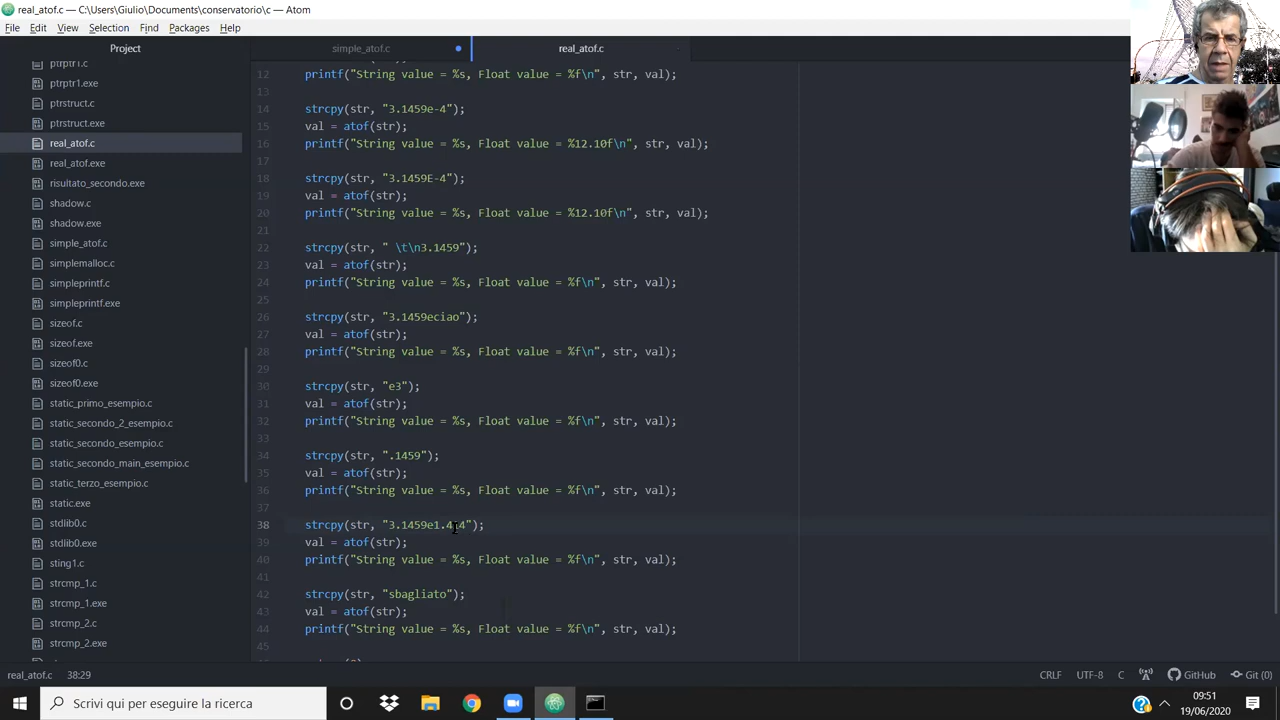 real_atof.c — C:\Users\Giulio\Documents\conservatorio\c — Atom
File Edit View Selection Find Packages Help
Project
simple_atof.c
real_atof.c
ptrptr1.c
ptrptr1.exe
ptrstruct.c
ptrstruct.exe
real_atof.c
real_atof.exe
risultato_secondo.exe
shadow.c
shadow.exe
simple_atof.c
simplemalloc.c
simpleprintf.c
simpleprintf.exe
sizeof.c
sizeof.exe
sizeof0.c
sizeof0.exe
static_primo_esempio.c
static_secondo_2_esempio.c
static_secondo_esempio.c
static_secondo_main_esempio.c
static_terzo_esempio.c
static.exe
stdlib0.c
stdlib0.exe
sting1.c
strcmp_1.c
strcmp_1.exe
strcmp_2.c
strcmp_2.exe
12 printf("String value = %s, Float value = %f\n", str, val);
13
14 strcpy(str, "3.1459e-4");
15 val = atof(str);
16 printf("String value = %s, Float value = %12.10f\n", str, val);
17
18 strcpy(str, "3.1459E-4");
19 val = atof(str);
20 printf("String value = %s, Float value = %12.10f\n", str, val);
21
22 strcpy(str, " \t\n3.1459");
23 val = atof(str);
24 printf("String value = %s, Float value = %f\n", str, val);
25
26 strcpy(str, "3.1459eciao");
27 val = atof(str);
28 printf("String value = %s, Float value = %f\n", str, val);
29
30 strcpy(str, "e3");
31 val = atof(str);
32 printf("String value = %s, Float value = %f\n", str, val);
33
34 strcpy(str, ".1459");
35 val = atof(str);
36 printf("String value = %s, Float value = %f\n", str, val);
37
38 strcpy(str,
39 val = atof(str);
40 printf("String value = %s, Float value = %f\n", str, val);
41
42 strcpy(str, "sbagliato");
43 val = atof(str);
44 printf("String value = %s, Float value = %f\n", str, val);
45
real_atof.c 38:29
CRLF UTF-8 C GitHub Git (0)
Scrivi qui per eseguire la ricerca
09:51
19/06/2020